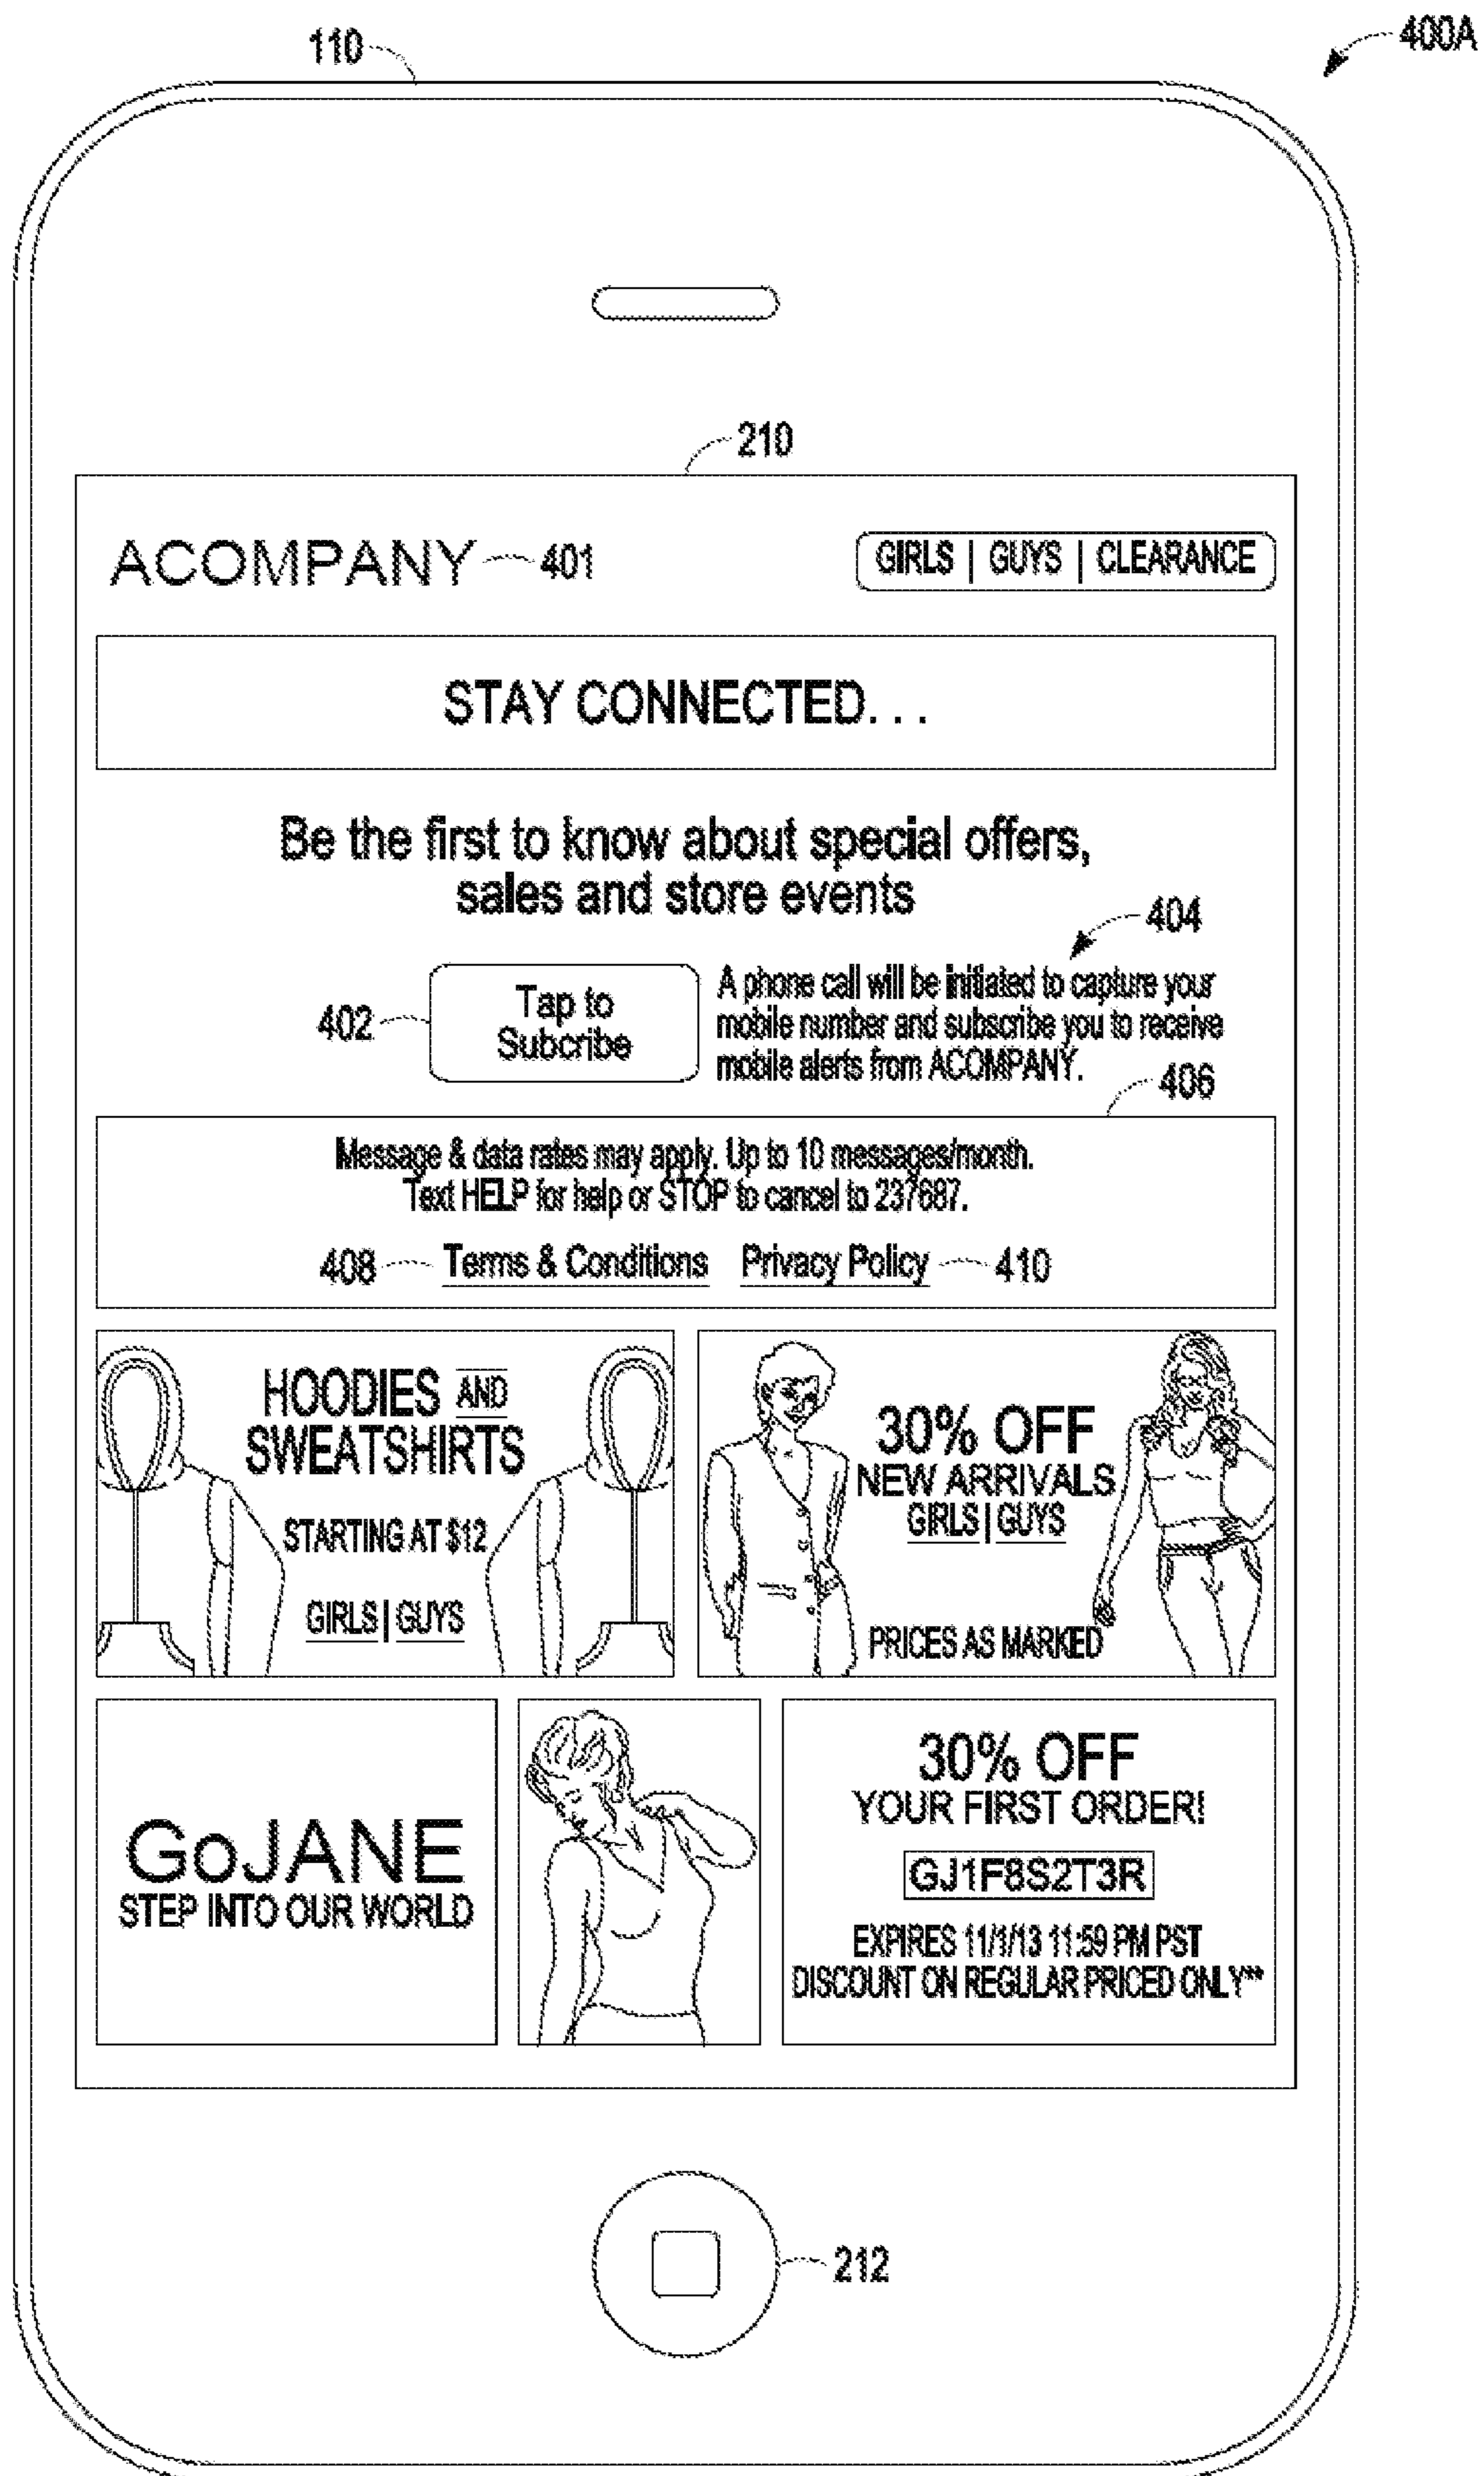 110
400A
210
ACOMPANY 401
GIRLS | GUYS | CLEARANCE
STAY CONNECTED. . .
Be the first to know about special offers,
sales and store events
404
402
Tap to
Subcribe
A phone call will be initiated to capture your
mobile number and subscribe you to receive
mobile alerts from ACOMPANY.
406
Message & data rates may apply. Up to 10 messages/month.
Text HELP for help or STOP to cancel to 237687.
408 Terms & Conditions Privacy Policy 410
HOODIES AND
SWEATSHIRTS
STARTING AT $12
GIRLS | GUYS
30% OFF
NEW ARRIVALS
GIRLS | GUYS
PRICES AS MARKED
GoJANE
STEP INTO OUR WORLD
30% OFF
YOUR FIRST ORDER!
GJ1F8S2T3R
EXPIRES 11/1/13 11:59 PM PST
DISCOUNT ON REGULAR PRICED ONLY**
212